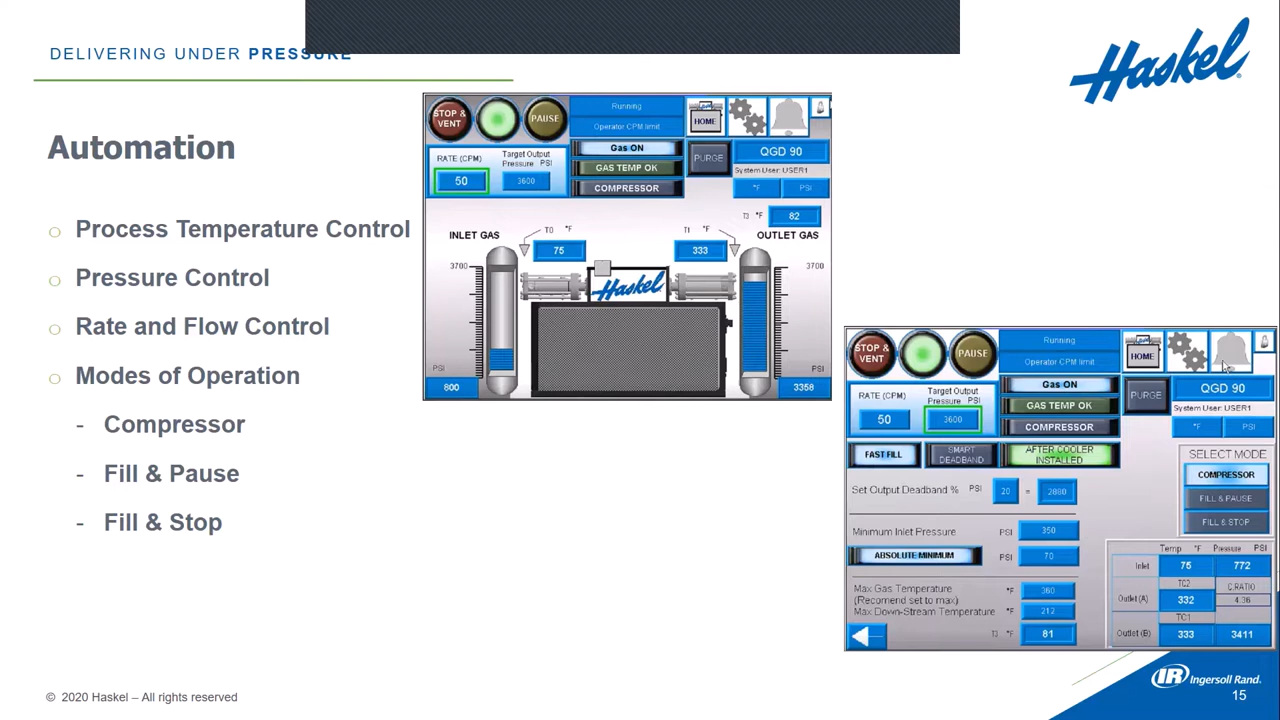 DELIVERING UNDER PRESSURE
Haskel
Automation
Process Temperature Control
Pressure Control
Rate and Flow Control
Modes of Operation
- Compressor
- Fill & Pause
- Fill & Stop
STOP & VENT
PAUSE
Running
Operator CPM limit
HOME
RATE (CPM)
Target Output Pressure PSI
50
3600
Gas ON
GAS TEMP OK
COMPRESSOR
PURGE
QGD 90
System User: USER1
°F
PSI
T3 °F 82
INLET GAS
T0 °F
75
T1 °F
333
OUTLET GAS
3700
3700
Haskel
PSI
800
PSI
3358
STOP & VENT
PAUSE
Running
Operator CPM limit
HOME
RATE (CPM)
Target Output Pressure PSI
50
3600
Gas ON
GAS TEMP OK
COMPRESSOR
PURGE
QGD 90
System User: USER1
°F
PSI
FAST FILL
SMART DEADBAND
AFTER COOLER INSTALLED
SELECT MODE
COMPRESSOR
FILL & PAUSE
FILL & STOP
Set Output Deadband % PSI 20 = 2880
Minimum Inlet Pressure PSI 350
ABSOLUTE MINIMUM PSI 70
Max Gas Temperature °F 360
(Recomend set to max)
Max Down-Stream Temperature °F 212
T3 °F 81
Temp °F Pressure PSI
Inlet 75 772
TC2 C.RATIO
Outlet (A) 332 4.36
TC1
Outlet (B) 333 3411
© 2020 Haskel – All rights reserved
IR Ingersoll Rand.
15